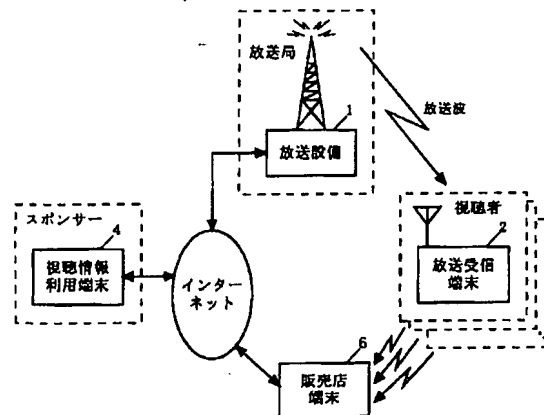 放送局
1
放送設備
放送波
スポンサー
4
視聴情報
利用端末
インター
ネット
視聴者
2
放送受信
端末
6
販売店
端末